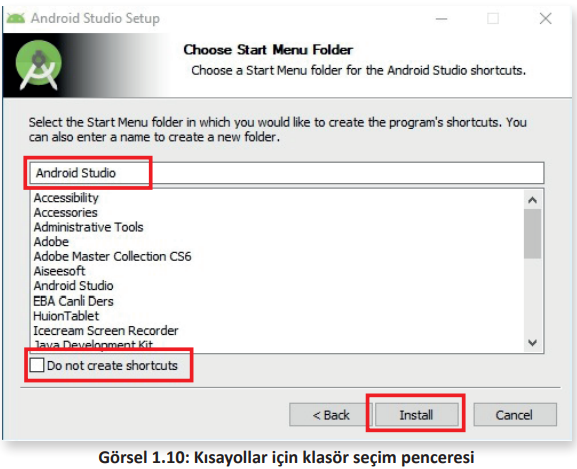 Android Studio Setup
Choose Start Menu Folder
Choose a Start Menu folder for the Android Studio shortcuts.
Select the Start Menu folder in which you would like to create the program's shortcuts. You
can also enter a name to create a new folder.
Android Studio
Accessibility
Accessories
Administrative Tools
Adobe
Adobe Master Collection CS6
Aiseesoft
Android Studio
EBA Canli Ders
HuionTablet
Icecream Screen Recorder
Java Development Kit
Do not create shortcuts
< Back
Install
Cancel
Görsel 1.10: Kısayollar için klasör seçim penceresi